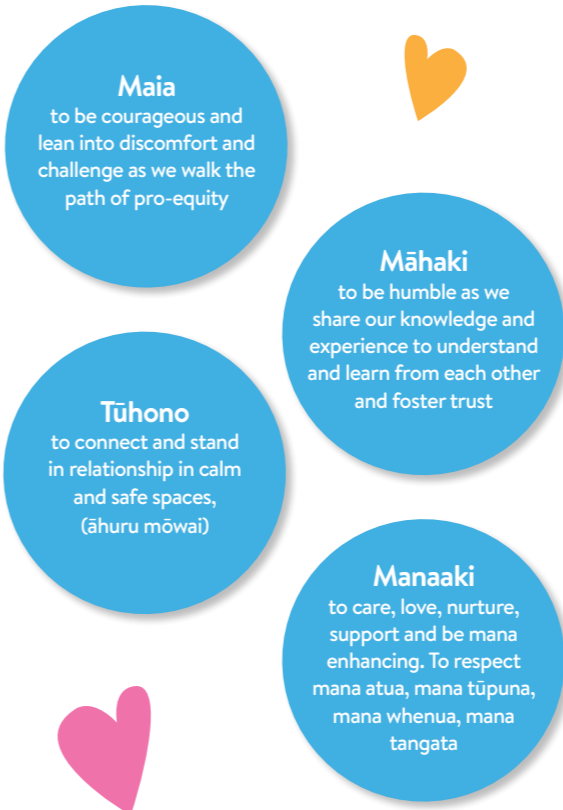 Maia
to be courageous and
lean into discomfort and
challenge as we walk the
path of pro-equity
Māhaki
to be humble as we
share our knowledge and
experience to understand
and learn from each other
and foster trust
Tūhono
to connect and stand
in relationship in calm
and safe spaces,
(āhuru mōwai)
Manaaki
to care, love, nurture,
support and be mana
enhancing. To respect
mana atua, mana tūpuna,
mana whenua, mana
tangata